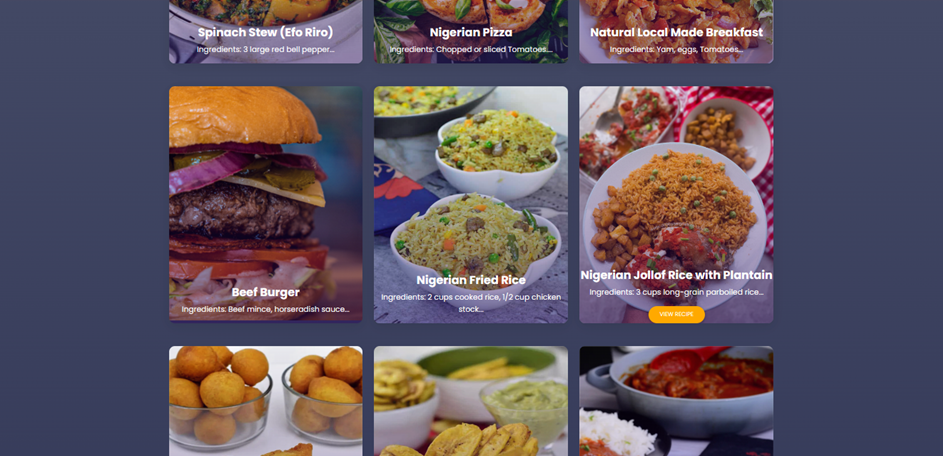 Spinach Stew (Efo Riro)
Ingredients: 3 large red bell pepper...
Nigerian Pizza
Ingredients: Chopped or sliced Tomatoes....
Natural Local Made Breakfast
Ingredients: Yam, eggs, Tomatoes....
Beef Burger
Ingredients: Beef mince, horseradish sauce...
Nigerian Fried Rice
Ingredients: 2 cups cooked rice, 1/2 cup chicken
stock...
Nigerian Jollof Rice with Plantain
Ingredients: 3 cups long-grain parboiled rice...
VIEW RECIPE